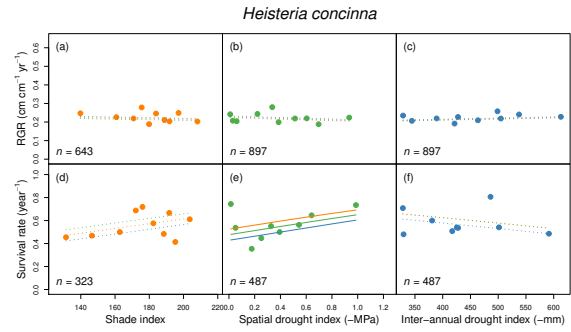 Heisteria concinna
(a) (b) (c)
RGR (cm cm⁻¹ yr⁻¹)
0.0 0.1 0.2 0.3 0.4 0.5 0.6
n = 643 n = 897 n = 897
(d) (e) (f)
Survival rate (year⁻¹)
0.0 0.2 0.4 0.6 0.8 1.0
n = 323 n = 487 n = 487
140 160 180 200 220 0.0 0.2 0.4 0.6 0.8 1.0 350 400 450 500 550 600
Shade index Spatial drought index (−MPa) Inter−annual drought index (−mm)